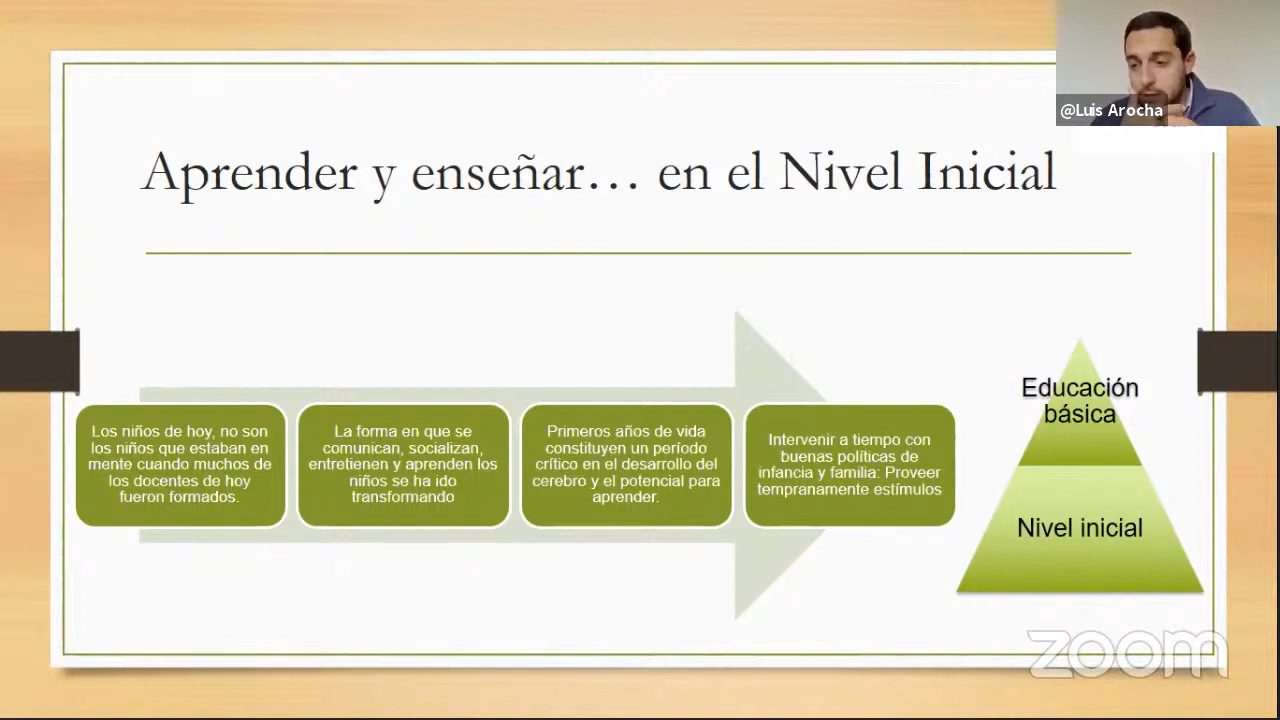 @Luis Arocha
Aprender y enseñar… en el Nivel Inicial
Los niños de hoy, no son
los niños que estaban en
mente cuando muchos de
los docentes de hoy
fueron formados.
La forma en que se
comunican, socializan,
entretienen y aprenden los
niños se ha ido
transformando
Primeros años de vida
constituyen un período
crítico en el desarrollo del
cerebro y el potencial para
aprender.
Intervenir a tiempo con
buenas políticas de
infancia y familia: Proveer
tempranamente estímulos
Educación
básica
Nivel inicial
zoom